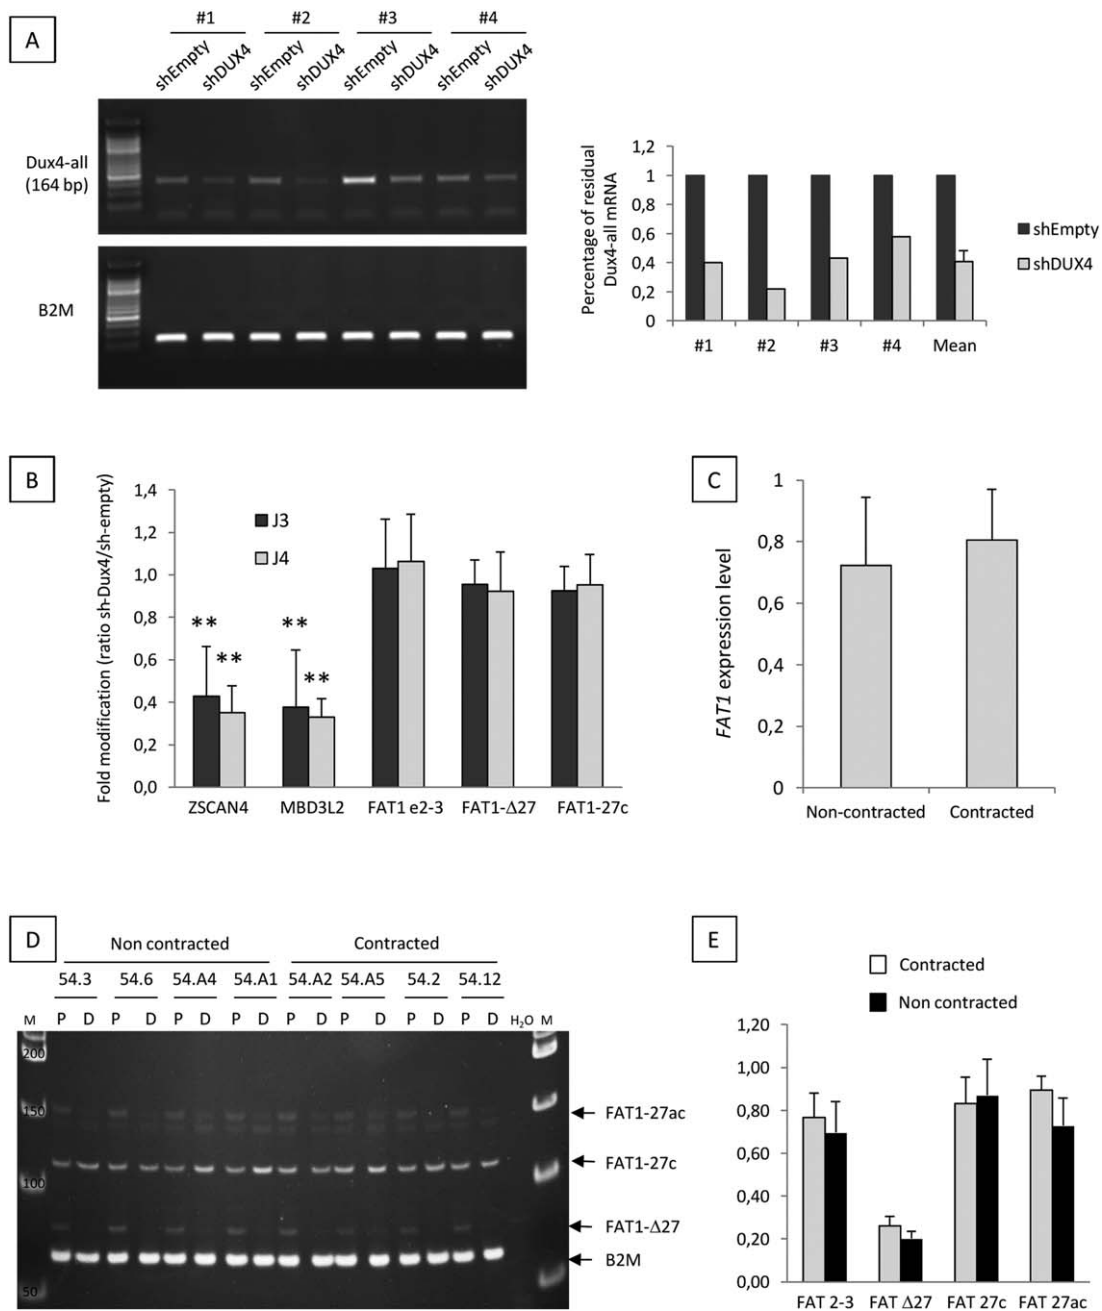 A
#1 #2 #3 #4
shEmpty shDUX4 shEmpty shDUX4 shEmpty shDUX4 shEmpty shDUX4
Dux4-all
(164 bp)
B2M
Percentage of residual
Dux4-all mRNA
1,2
1
0,8
0,6
0,4
0,2
0
#1 #2 #3 #4 Mean
shEmpty
shDUX4
B
Fold modification (ratio sh-Dux4/sh-empty)
1,4
1,2
1,0
0,8
0,6
0,4
0,2
0,0
J3
J4
** **
** **
ZSCAN4 MBD3L2 FAT1 e2-3 FAT1-Δ27 FAT1-27c
C
FAT1 expression level
1
0,8
0,6
0,4
0,2
0
Non-contracted Contracted
D
Non contracted Contracted
54.3 54.6 54.A4 54.A1 54.A2 54.A5 54.2 54.12
M P D P D P D P D P D P D P D P D H₂O M
200
150
100
50
FAT1-27ac
FAT1-27c
FAT1-Δ27
B2M
E
Contracted
Non contracted
1,20
1,00
0,80
0,60
0,40
0,20
0,00
FAT 2-3 FAT Δ27 FAT 27c FAT 27ac